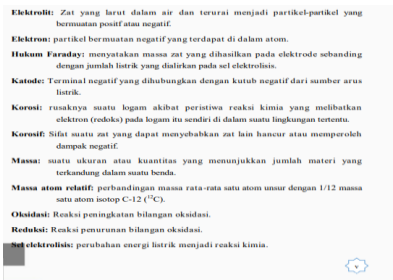 Elektrolit: Zat yang larut dalam air dan terurai menjadi partikel-partikel yang
bermuatan positf atau negatif.
Elektron: partikel bermuatan negatif yang terdapat di dalam atom.
Hukum Faraday: menyatakan massa zat yang dihasilkan pada elektrode sebanding
dengan jumlah listrik yang dialirkan pada sel elektrolisis.
Katode: Terminal negatif yang dihubungkan dengan kutub negatif dari sumber arus
listrik.
Korosi: rusaknya suatu logam akibat peristiwa reaksi kimia yang melibatkan
elektron (redoks) pada logam itu sendiri di dalam suatu lingkungan tertentu.
Korosif: Sifat suatu zat yang dapat menyebabkan zat lain hancur atau memperoleh
dampak negatif.
Massa: suatu ukuran atau kuantitas yang menunjukkan jumlah materi yang
terkandung dalam suatu benda.
Massa atom relatif: perbandingan massa rata-rata satu atom unsur dengan 1/12 massa
satu atom isotop C-12 (¹²C).
Oksidasi: Reaksi peningkatan bilangan oksidasi.
Reduksi: Reaksi penurunan bilangan oksidasi.
Sel elektrolisis: perubahan energi listrik menjadi reaksi kimia.
v